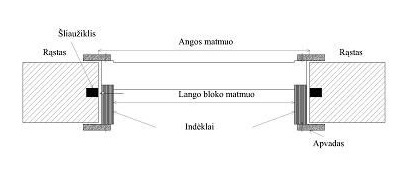 Šliaužiklis
Rąstas
Angos matmuo
Rąstas
Lango bloko matmuo
Indėklai
Apvadas